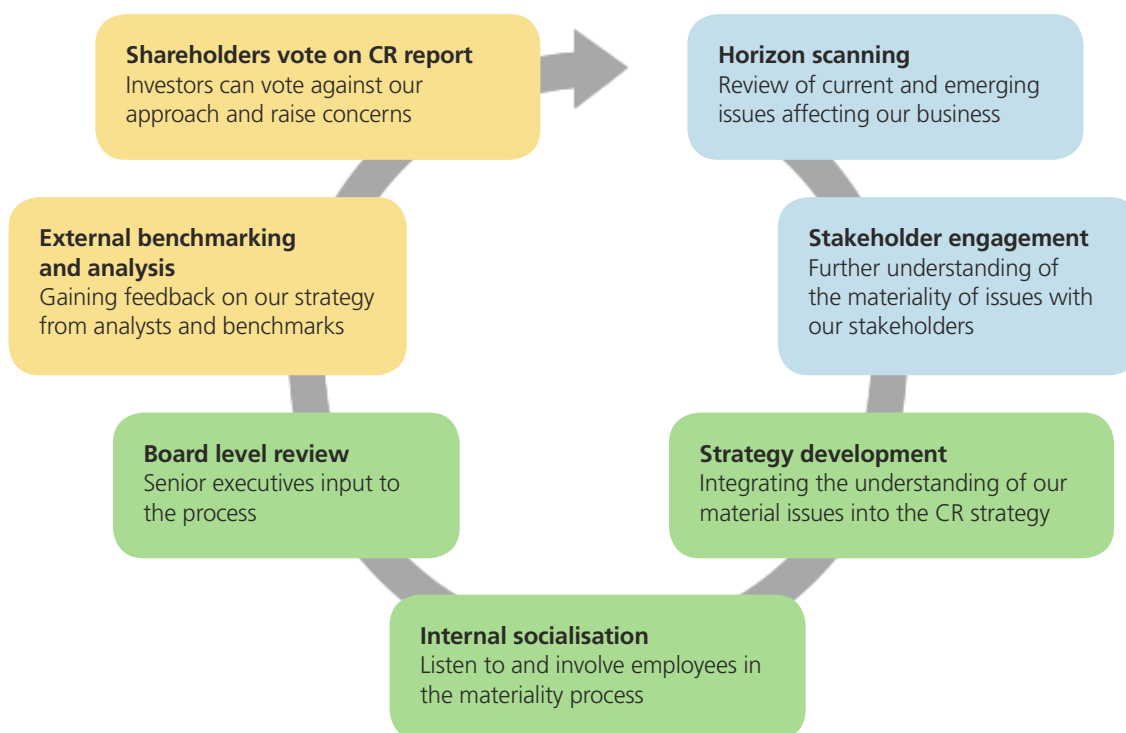 Shareholders vote on CR report
Investors can vote against our
approach and raise concerns
Horizon scanning
Review of current and emerging
issues affecting our business
External benchmarking
and analysis
Gaining feedback on our strategy
from analysts and benchmarks
Stakeholder engagement
Further understanding of
the materiality of issues with
our stakeholders
Board level review
Senior executives input to
the process
Strategy development
Integrating the understanding of our
material issues into the CR strategy
Internal socialisation
Listen to and involve employees in
the materiality process